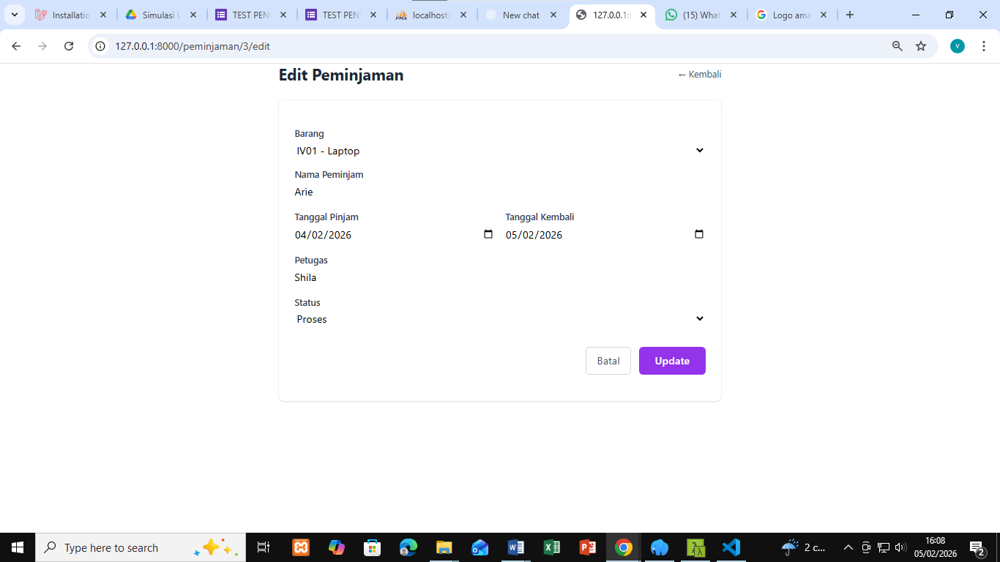 Installatio
Simulasi U
TEST PEN
TEST PEN
localhost
New chat
127.0.0.1:
(15) What
Logo ama
127.0.0.1:8000/peminjaman/3/edit
V
Edit Peminjaman
← Kembali
Barang
IV01 - Laptop
Nama Peminjam
Arie
Tanggal Pinjam
Tanggal Kembali
04/02/2026
05/02/2026
Petugas
Shila
Status
Proses
Batal
Update
Type here to search
2 c...
16:08
05/02/2026
2